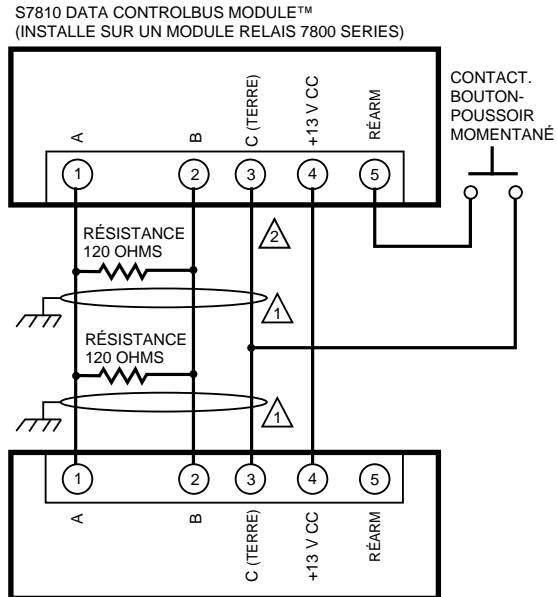 S7810 DATA CONTROLBUS MODULE™
(INSTALLE SUR UN MODULE RELAIS 7800 SERIES)
CONTACT.
BOUTON-
POUSSOIR
MOMENTANÉ
A
B
C (TERRE)
+13 V CC
RÉARM
1
2
3
4
5
RÉSISTANCE
120 OHMS
2
1
RÉSISTANCE
120 OHMS
1
1
2
3
4
5
A
B
C (TERRE)
+13 V CC
RÉARM